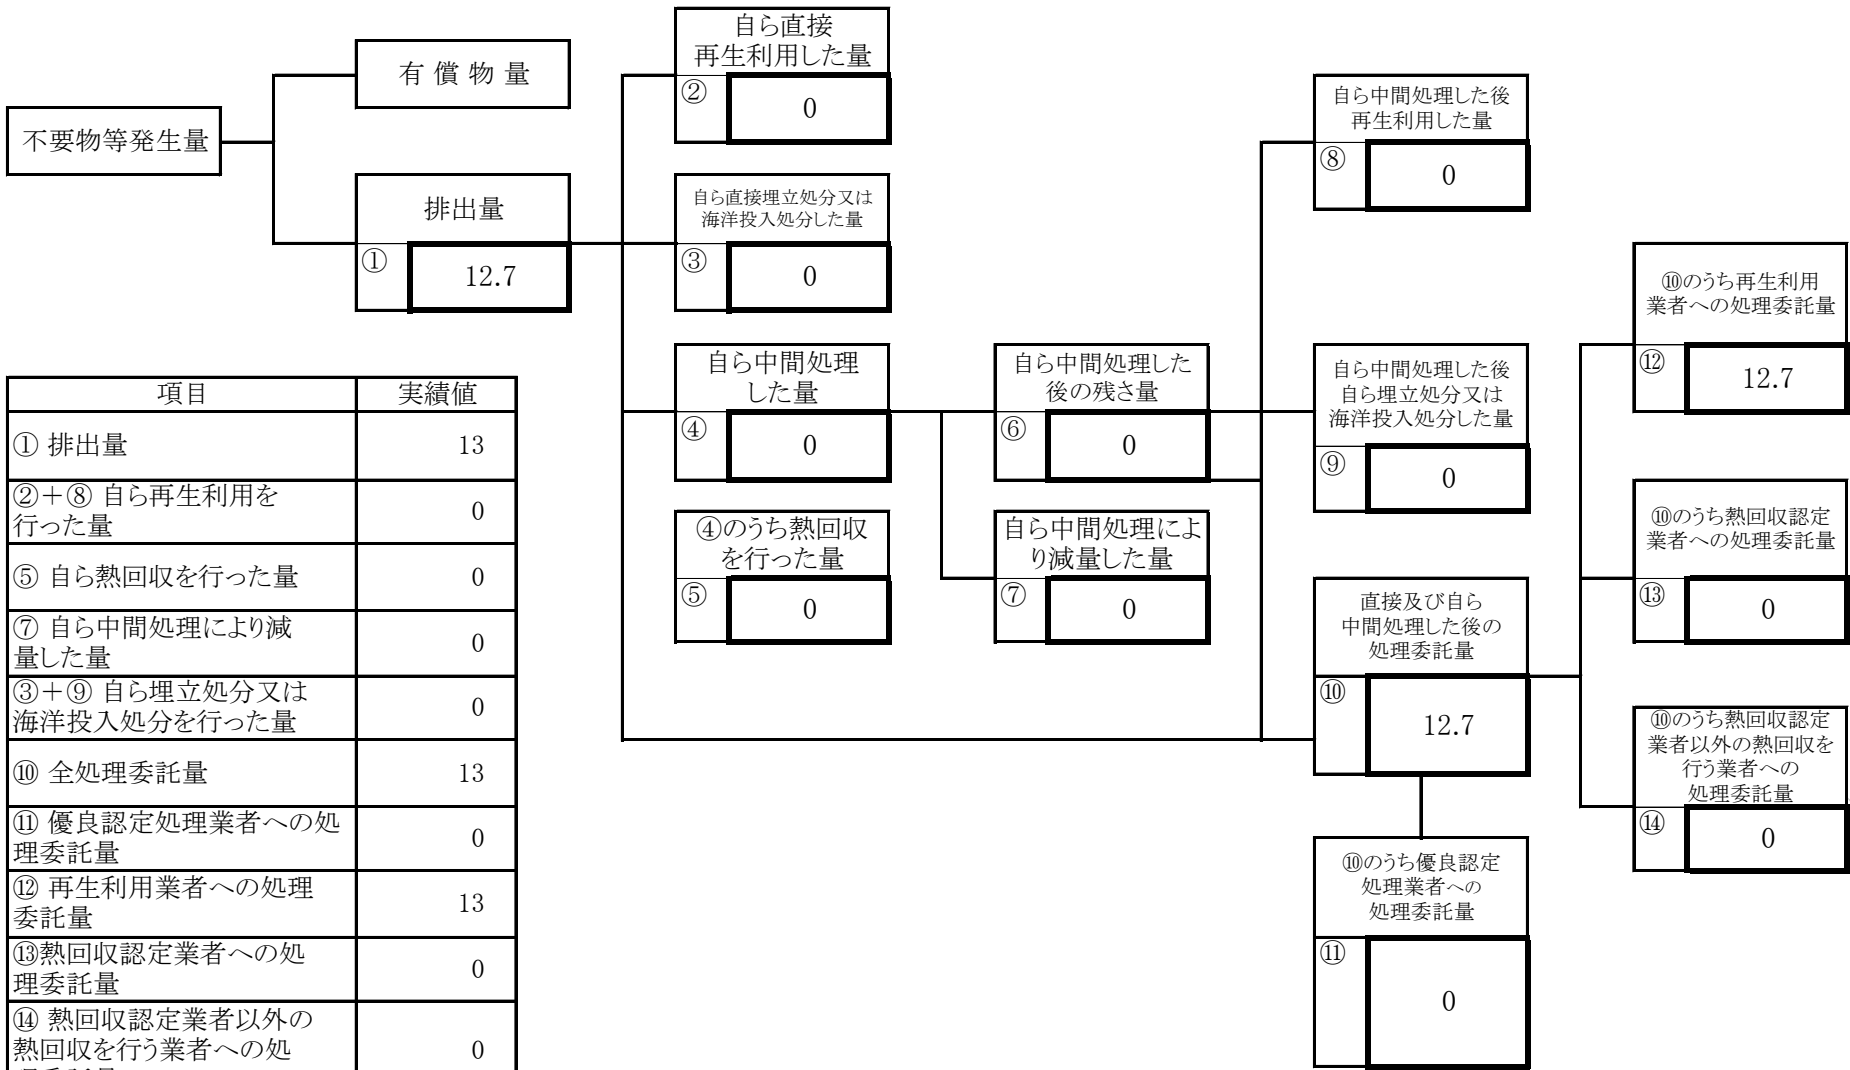 不要物等発生量
有償物量
排出量
①
12.7
自ら直接
再生利用した量
②
0
自ら直接埋立処分又は
海洋投入処分した量
③
0
自ら中間処理
した量
④
0
④のうち熱回収
を行った量
⑤
0
自ら中間処理した
後の残さ量
⑥
0
自ら中間処理によ
り減量した量
⑦
0
自ら中間処理した後
再生利用した量
⑧
0
自ら中間処理した後
自ら埋立処分又は
海洋投入処分した量
⑨
0
直接及び自ら
中間処理した後の
処理委託量
⑩
12.7
⑩のうち優良認定
処理業者への
処理委託量
⑪
0
⑩のうち再生利用
業者への処理委託量
⑫
12.7
⑩のうち熱回収認定
業者への処理委託量
⑬
0
⑩のうち熱回収認定
業者以外の熱回収を
行う業者への
処理委託量
⑭
0
項目 実績値
① 排出量 13
②+⑧ 自ら再生利用を
行った量 0
⑤ 自ら熱回収を行った量 0
⑦ 自ら中間処理により減
量した量 0
③+⑨ 自ら埋立処分又は
海洋投入処分を行った量 0
⑩ 全処理委託量 13
⑪ 優良認定処理業者への処
理委託量 0
⑫ 再生利用業者への処理
委託量 13
⑬熱回収認定業者への処
理委託量 0
⑭ 熱回収認定業者以外の
熱回収を行う業者への処 0